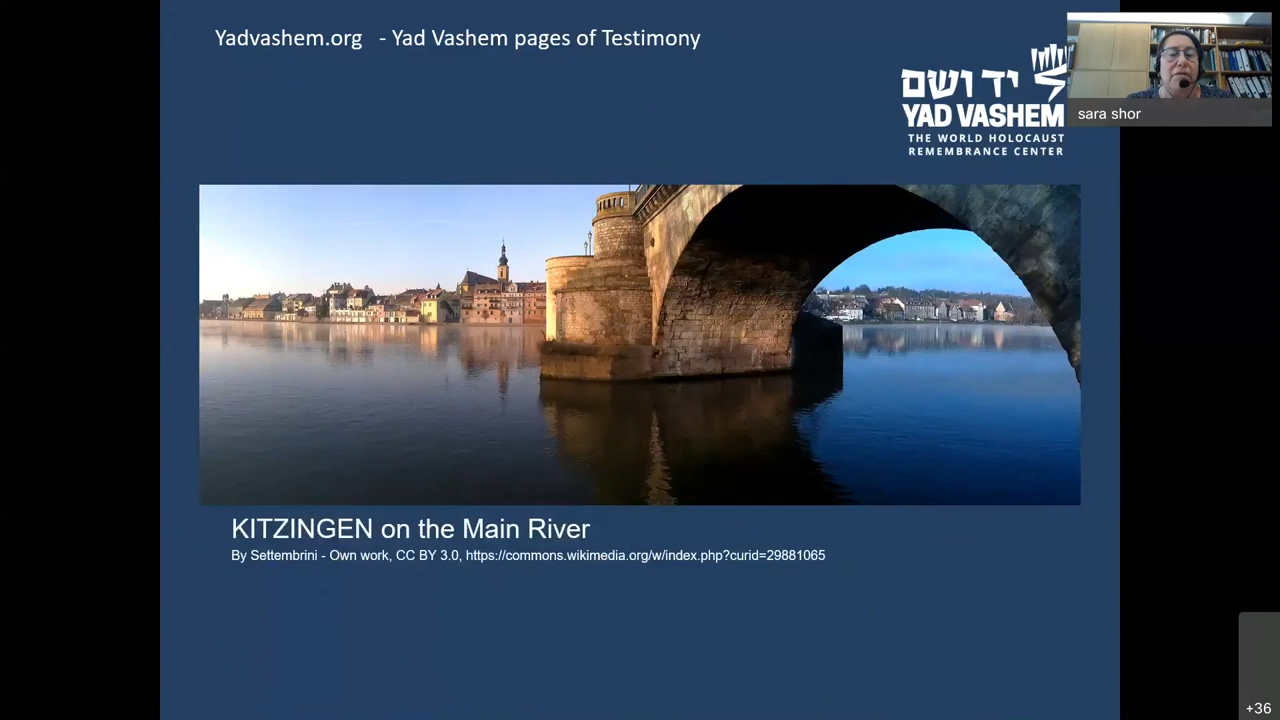 Yadvashem.org - Yad Vashem pages of Testimony
יד ושם
YAD VASHEM
THE WORLD HOLOCAUST
REMEMBRANCE CENTER
sara shor
KITZINGEN on the Main River
By Settembrini - Own work, CC BY 3.0, https://commons.wikimedia.org/w/index.php?curid=29881065
+36